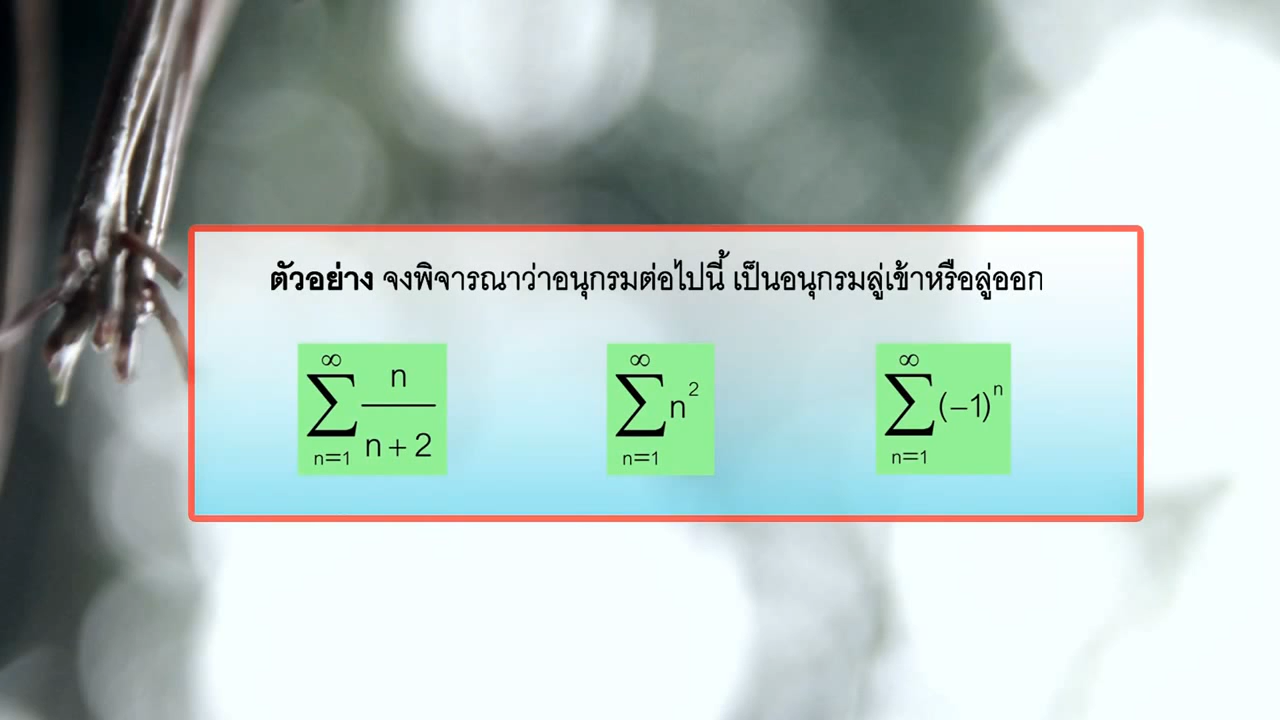 ตัวอย่าง จงพิจารณาว่าอนุกรมต่อไปนี้ เป็นอนุกรมลู่เข้าหรือลู่ออก
∞ ∑ n=1 n/(n+2)
∞ ∑ n=1 n²
∞ ∑ n=1 (−1)ⁿ